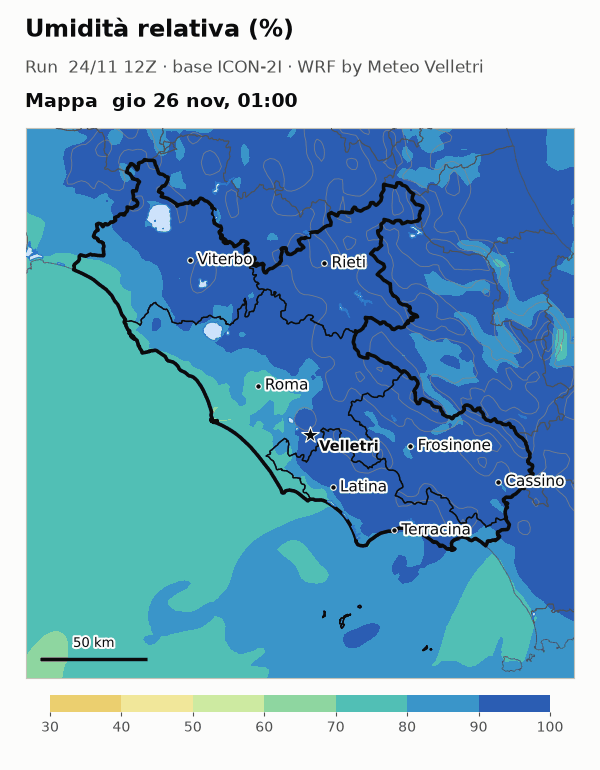 Umidità relativa (%)
Run  24/11 12Z · base ICON-2I · WRF by Meteo Velletri
Mappa  gio 26 nov, 01:00
Viterbo
Rieti
Roma
Velletri
Frosinone
Latina
Cassino
Terracina
50 km
30 40 50 60 70 80 90 100